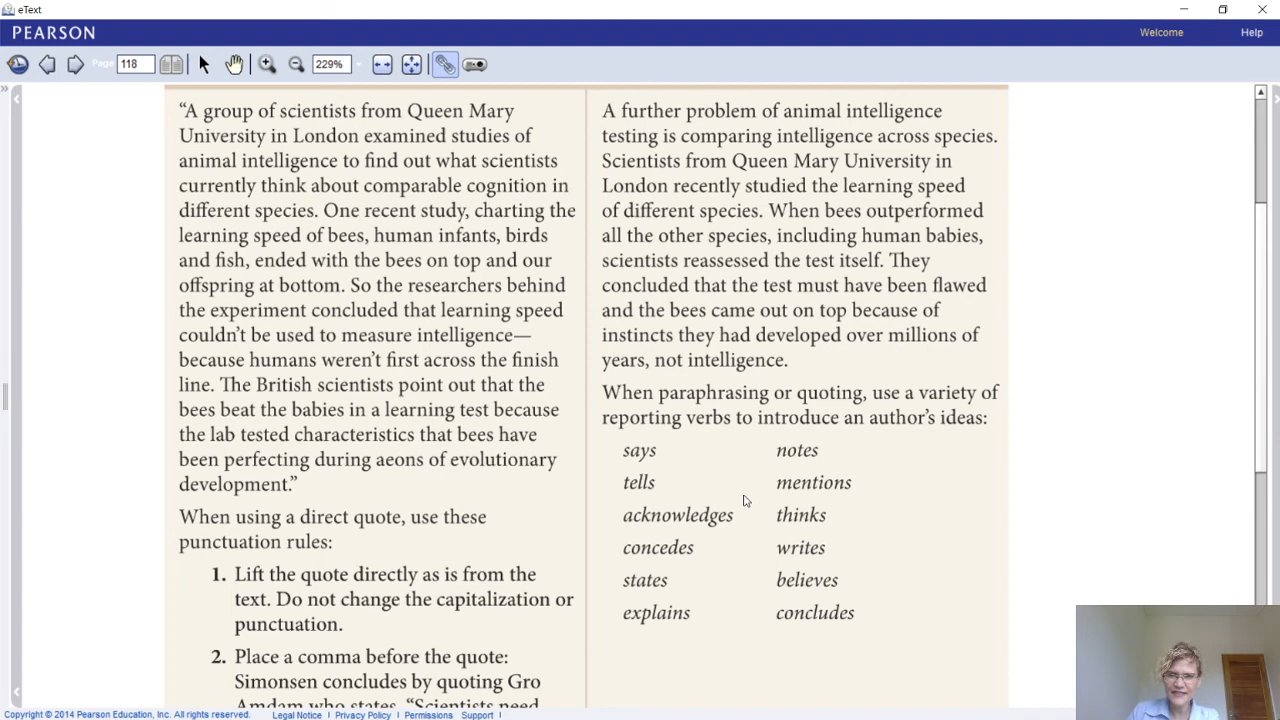 eText
PEARSON
Welcome
Help
Page
118
229%
“A group of scientists from Queen Mary
University in London examined studies of
animal intelligence to find out what scientists
currently think about comparable cognition in
different species. One recent study, charting the
learning speed of bees, human infants, birds
and fish, ended with the bees on top and our
offspring at bottom. So the researchers behind
the experiment concluded that learning speed
couldn’t be used to measure intelligence—
because humans weren’t first across the finish
line. The British scientists point out that the
bees beat the babies in a learning test because
the lab tested characteristics that bees have
been perfecting during aeons of evolutionary
development.”
When using a direct quote, use these
punctuation rules:
1. Lift the quote directly as is from the
text. Do not change the capitalization or
punctuation.
2. Place a comma before the quote:
Simonsen concludes by quoting Gro
Amdam who states, “Scientists need
A further problem of animal intelligence
testing is comparing intelligence across species.
Scientists from Queen Mary University in
London recently studied the learning speed
of different species. When bees outperformed
all the other species, including human babies,
scientists reassessed the test itself. They
concluded that the test must have been flawed
and the bees came out on top because of
instincts they had developed over millions of
years, not intelligence.
When paraphrasing or quoting, use a variety of
reporting verbs to introduce an author’s ideas:
says notes
tells mentions
acknowledges thinks
concedes writes
states believes
explains concludes
Copyright © 2014 Pearson Education, Inc. All rights reserved. Legal Notice | Privacy Policy | Permissions Support |